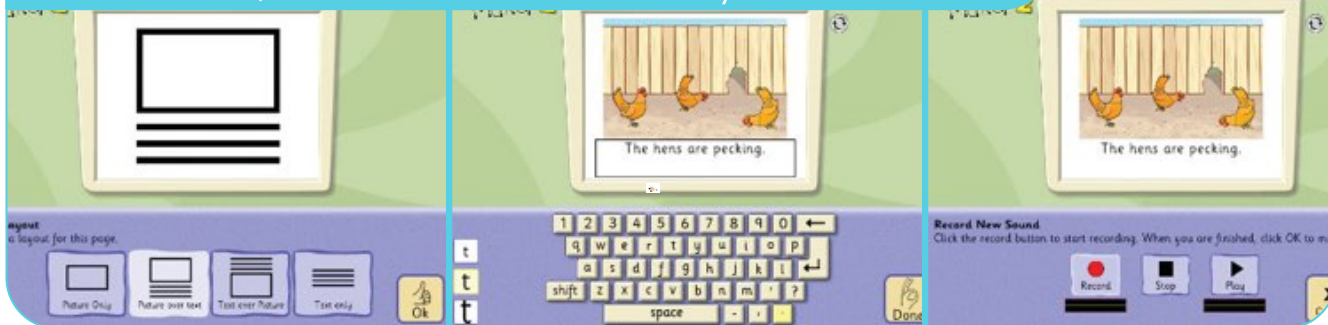 ayout
a layout for this page.
Picture Only
Picture over text
Text over Picture
Text only
Ok
2
The hens are pecking.
t
t
t
1 2 3 4 5 6 7 8 9 0
q w e r t y u i o p
a s d f g h j k l
shift z x c v b n m ' ?
space - , .
Done
2
The hens are pecking.
Record New Sound
Click the record button to start recording. When you are finished, click OK to m
Record
Stop
Play